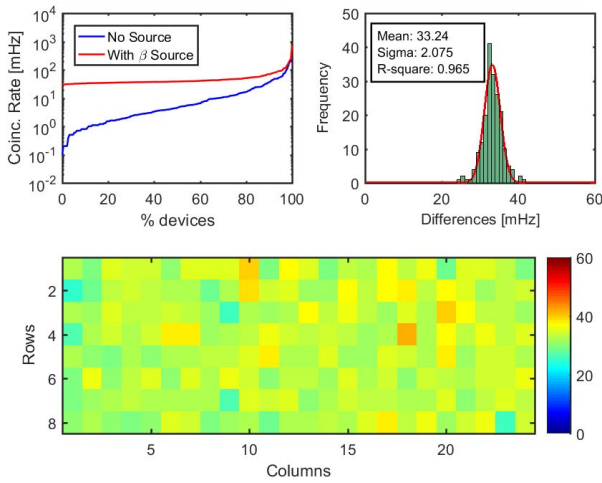 Coinc. Rate [mHz]
10^3
10^2
10^1
10^0
10^-1
10^-2
No Source
With β Source
0 20 40 60 80 100
% devices
Frequency
50
40
30
20
10
0
Mean: 33.24
Sigma: 2.075
R-square: 0.965
0 20 40 60
Differences [mHz]
Rows
2
4
6
8
5 10 15 20
Columns
60
40
20
0